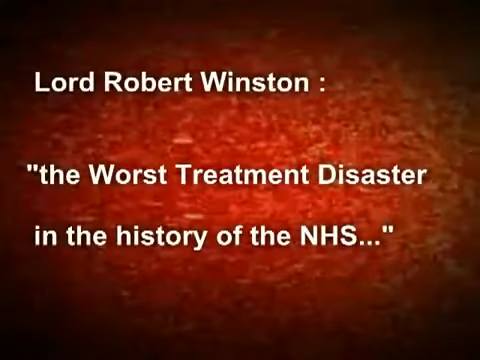 Lord Robert Winston :
"the Worst Treatment Disaster
in the history of the NHS..."